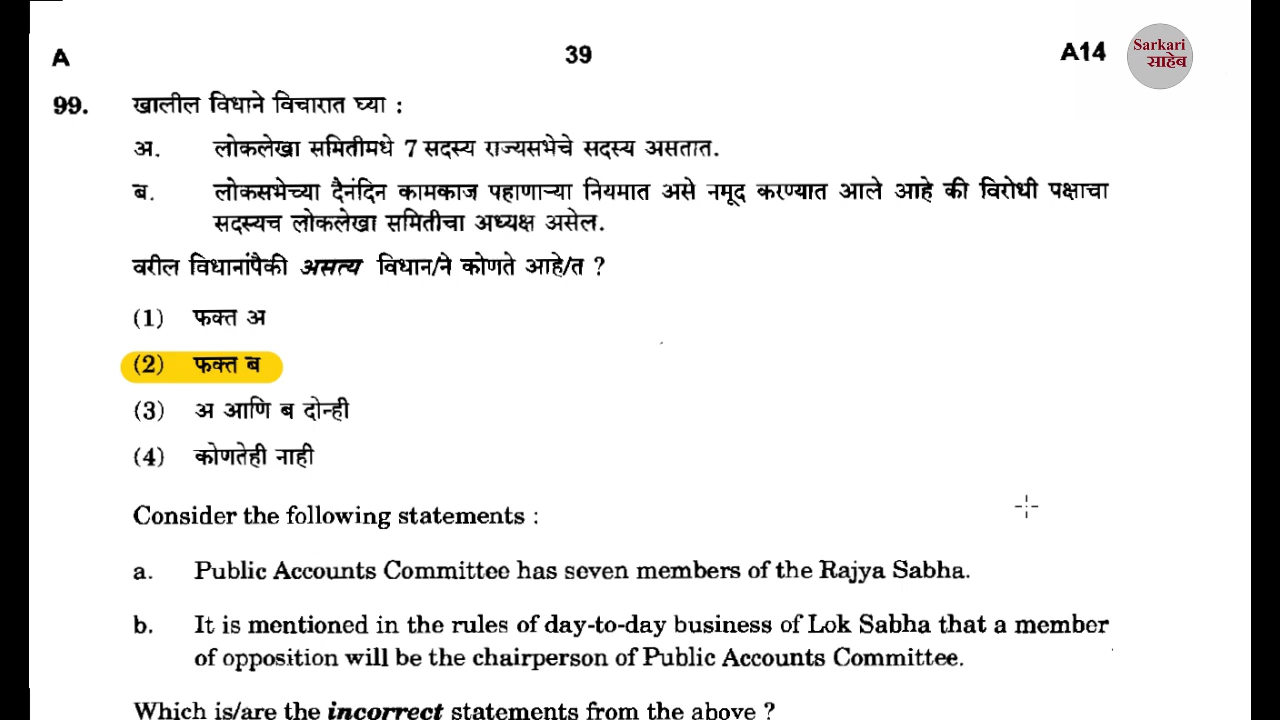 A 39 A14 Sarkari साहेब
99. खालील विधाने विचारात घ्या :
अ. लोकलेखा समितीमधे 7 सदस्य राज्यसभेचे सदस्य असतात.
ब. लोकसभेच्या दैनंदिन कामकाज पहाणाऱ्या नियमात असे नमूद करण्यात आले आहे की विरोधी पक्षाचा
सदस्यच लोकलेखा समितीचा अध्यक्ष असेल.
वरील विधानांपैकी असत्य विधान/ने कोणते आहे/त ?
(1) फक्त अ
(2) फक्त ब
(3) अ आणि ब दोन्ही
(4) कोणतेही नाही
Consider the following statements :
a. Public Accounts Committee has seven members of the Rajya Sabha.
b. It is mentioned in the rules of day-to-day business of Lok Sabha that a member
of opposition will be the chairperson of Public Accounts Committee.
Which is/are the incorrect statements from the above ?